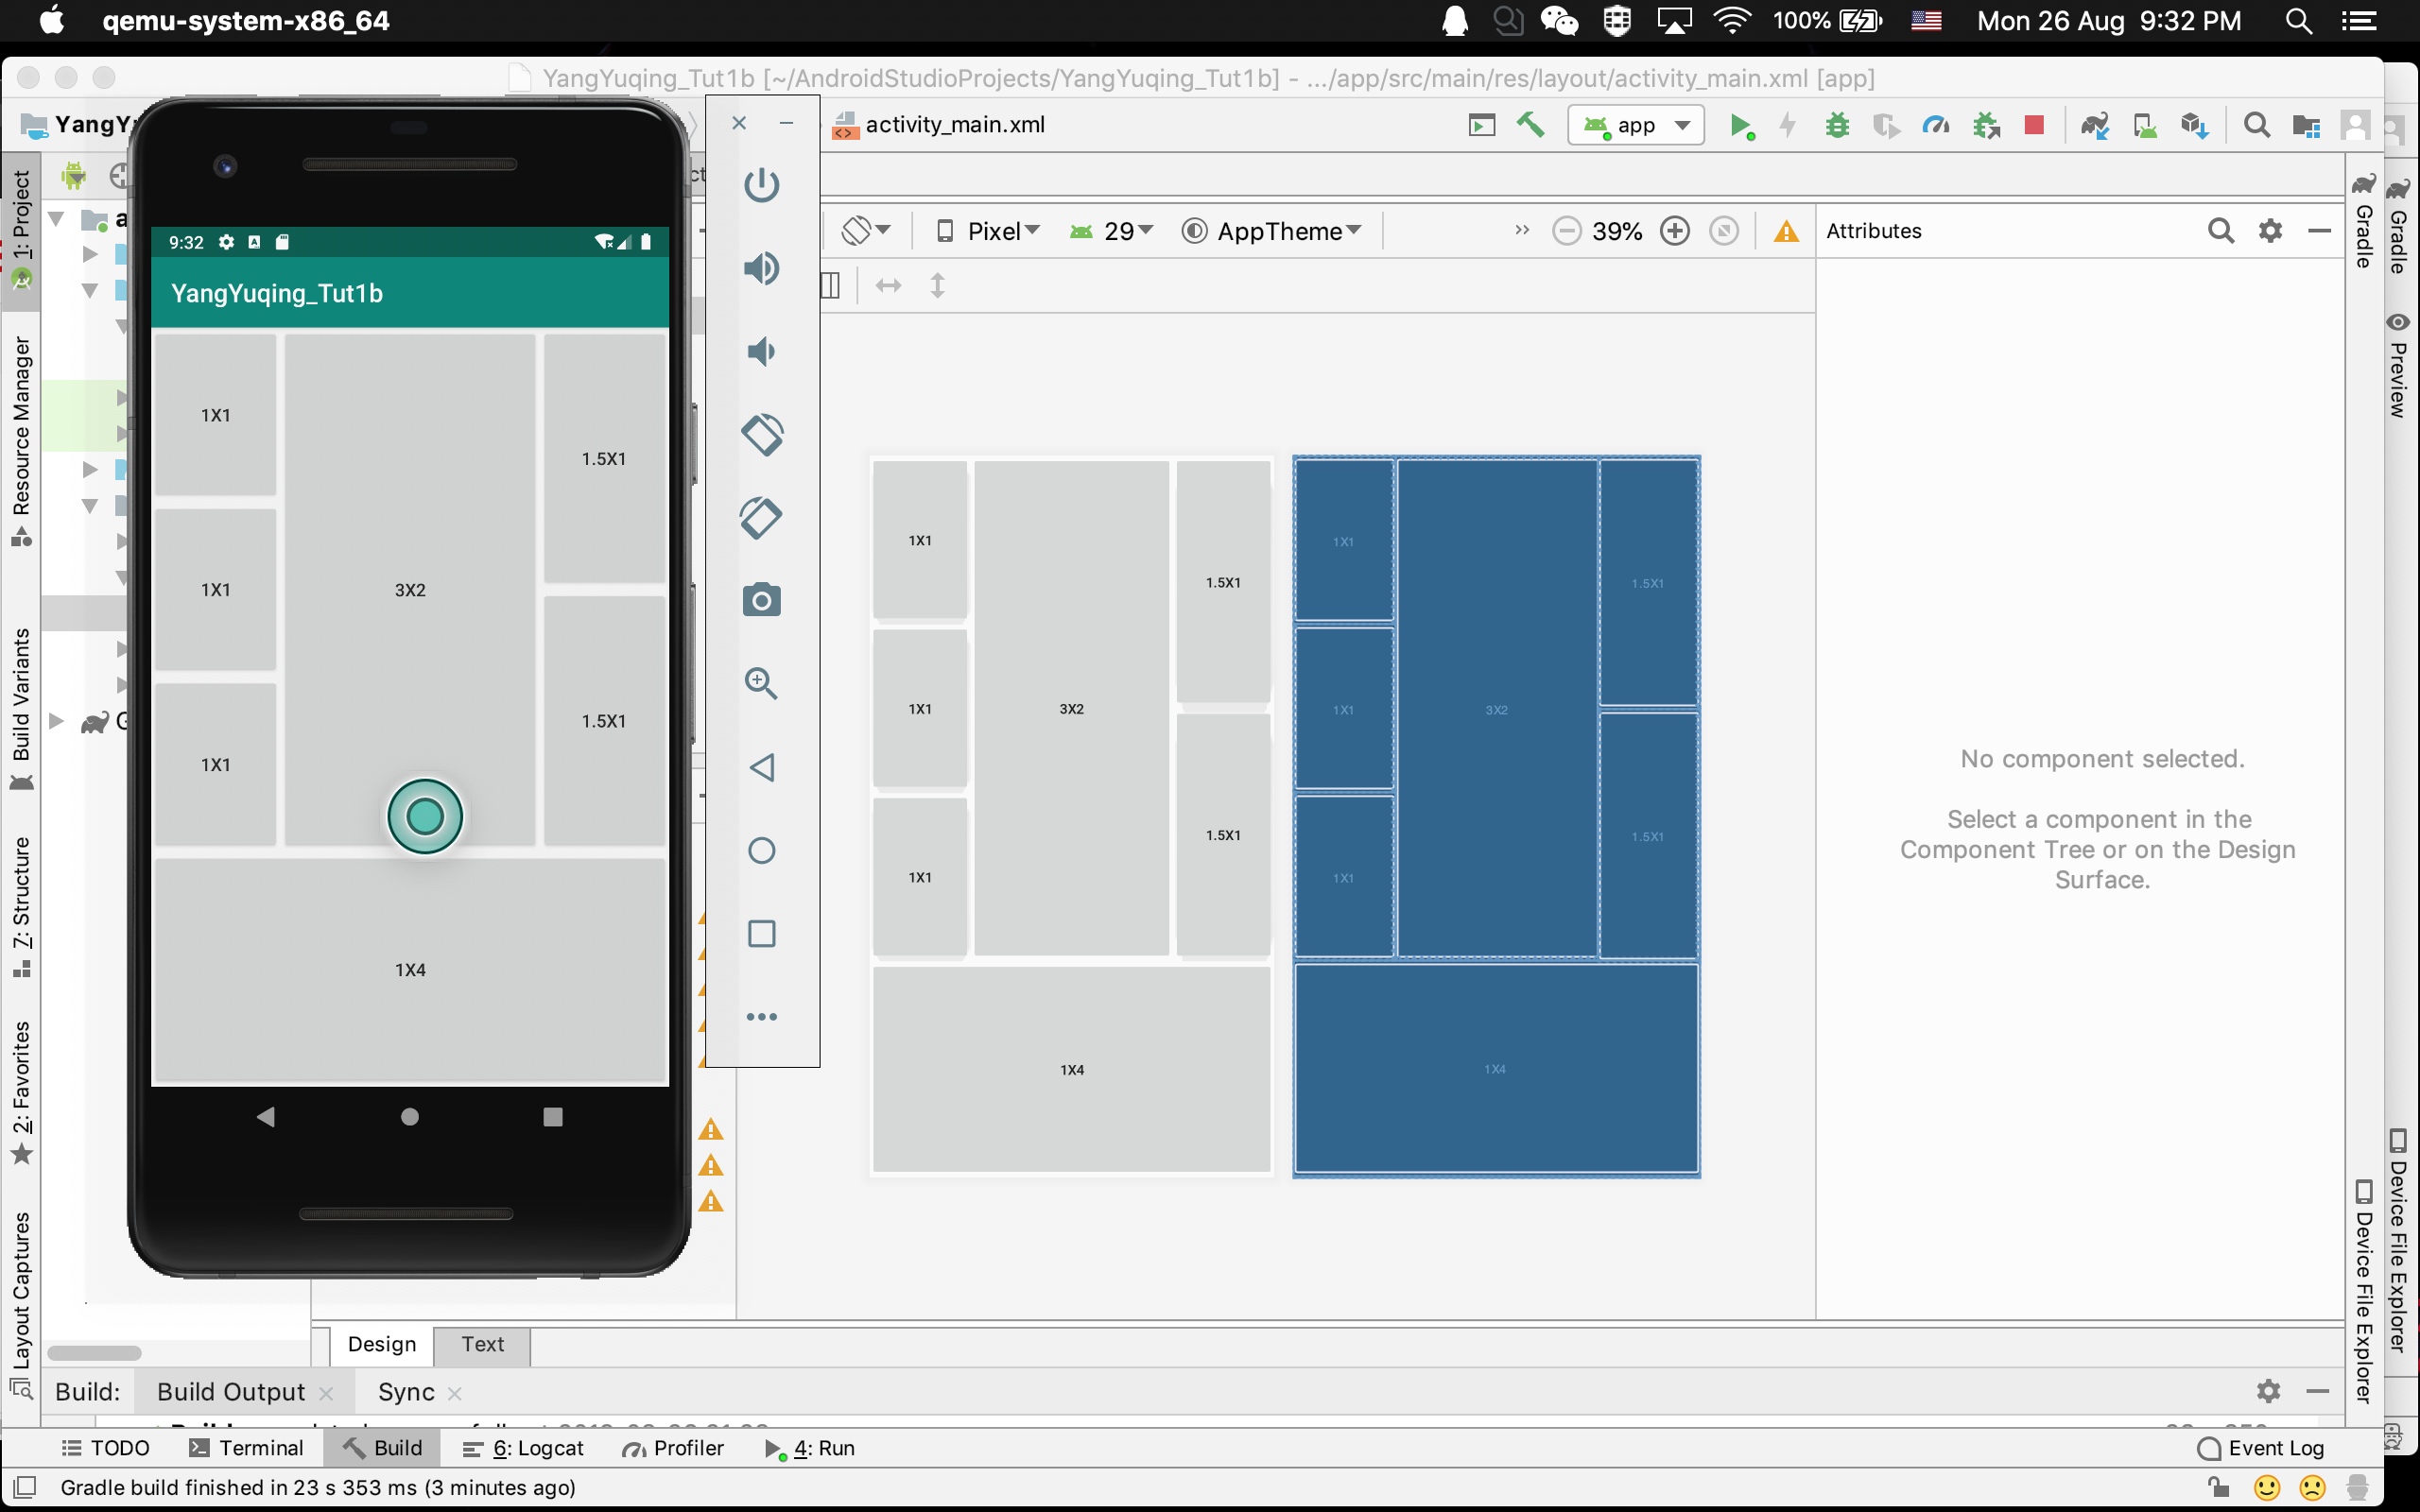 qemu-system-x86_64
100%
Mon 26 Aug 9:32 PM
YangYuqing_Tut1b [~/AndroidStudioProjects/YangYuqing_Tut1b] - .../app/src/main/res/layout/activity_main.xml [app]
YangYu
activity_main.xml
app
1: Project
Resource Manager
Build Variants
7: Structure
2: Favorites
Layout Captures
9:32
YangYuqing_Tut1b
1X1
1X1
1X1
3X2
1.5X1
1.5X1
1X4
Pixel
29
AppTheme
39%
1X1
1X1
1X1
3X2
1.5X1
1.5X1
1X4
1X1
1X1
1X1
3X2
1.5X1
1.5X1
1X4
Attributes
No component selected.
Select a component in the
Component Tree or on the Design
Surface.
Gradle
Device File Explorer
Gradle
Preview
Device File Explorer
Design
Text
Build:
Build Output
Sync
TODO
Terminal
Build
6: Logcat
Profiler
4: Run
Event Log
Gradle build finished in 23 s 353 ms (3 minutes ago)